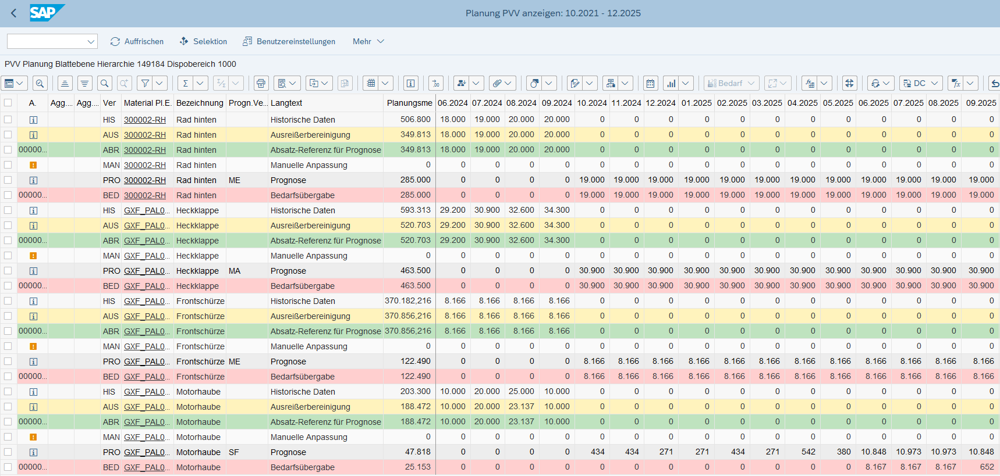 SAP
Planung PVV anzeigen: 10.2021 - 12.2025
Auffrischen Selektion Benutzereinstellungen Mehr
PVV Planung Blattebene Hierarchie 149184 Dispobereich 1000
Bedarf DC
A. Agg.... Agg.... Ver Material Pl.E. Bezeichnung Progn.Ve... Langtext Planungsme 06.2024 07.2024 08.2024 09.2024 10.2024 11.2024 12.2024 01.2025 02.2025 03.2025 04.2025 05.2025 06.2025 07.2025 08.2025 09.2025
HIS 300002-RH Rad hinten Historische Daten 506.800 18.000 19.000 20.000 20.000 0 0 0 0 0 0 0 0 0 0 0 0
AUS 300002-RH Rad hinten Ausreißerbereinigung 349.813 18.000 19.000 20.000 20.000 0 0 0 0 0 0 0 0 0 0 0 0
00000... ABR 300002-RH Rad hinten Absatz-Referenz für Prognose 349.813 18.000 19.000 20.000 20.000 0 0 0 0 0 0 0 0 0 0 0 0
MAN 300002-RH Rad hinten Manuelle Anpassung 0 0 0 0 0 0 0 0 0 0 0 0 0 0 0 0 0
PRO 300002-RH Rad hinten ME Prognose 285.000 0 0 0 0 19.000 19.000 19.000 19.000 19.000 19.000 19.000 19.000 19.000 19.000 19.000 19.000
00000... BED 300002-RH Rad hinten Bedarfsübergabe 285.000 0 0 0 0 19.000 19.000 19.000 19.000 19.000 19.000 19.000 19.000 19.000 19.000 19.000 19.000
HIS GXF_PAL0... Heckklappe Historische Daten 593.313 29.200 30.900 32.600 34.300 0 0 0 0 0 0 0 0 0 0 0 0
AUS GXF_PAL0... Heckklappe Ausreißerbereinigung 520.703 29.200 30.900 32.600 34.300 0 0 0 0 0 0 0 0 0 0 0 0
00000... ABR GXF_PAL0... Heckklappe Absatz-Referenz für Prognose 520.703 29.200 30.900 32.600 34.300 0 0 0 0 0 0 0 0 0 0 0 0
MAN GXF_PAL0... Heckklappe Manuelle Anpassung 0 0 0 0 0 0 0 0 0 0 0 0 0 0 0 0 0
PRO GXF_PAL0... Heckklappe MA Prognose 463.500 0 0 0 0 30.900 30.900 30.900 30.900 30.900 30.900 30.900 30.900 30.900 30.900 30.900 30.900
00000... BED GXF_PAL0... Heckklappe Bedarfsübergabe 463.500 0 0 0 0 30.900 30.900 30.900 30.900 30.900 30.900 30.900 30.900 30.900 30.900 30.900 30.900
HIS GXF_PAL0... Frontschürze Historische Daten 370.182,216 8.166 8.166 8.166 8.166 0 0 0 0 0 0 0 0 0 0 0 0
AUS GXF_PAL0... Frontschürze Ausreißerbereinigung 370.856,216 8.166 8.166 8.166 8.166 0 0 0 0 0 0 0 0 0 0 0 0
00000... ABR GXF_PAL0... Frontschürze Absatz-Referenz für Prognose 370.856,216 8.166 8.166 8.166 8.166 0 0 0 0 0 0 0 0 0 0 0 0
MAN GXF_PAL0... Frontschürze Manuelle Anpassung 0 0 0 0 0 0 0 0 0 0 0 0 0 0 0 0 0
PRO GXF_PAL0... Frontschürze ME Prognose 122.490 0 0 0 0 8.166 8.166 8.166 8.166 8.166 8.166 8.166 8.166 8.166 8.166 8.166 8.166
00000... BED GXF_PAL0... Frontschürze Bedarfsübergabe 122.490 0 0 0 0 8.166 8.166 8.166 8.166 8.166 8.166 8.166 8.166 8.166 8.166 8.166 8.166
HIS GXF_PAL0... Motorhaube Historische Daten 203.300 10.000 20.000 25.000 10.000 0 0 0 0 0 0 0 0 0 0 0 0
AUS GXF_PAL0... Motorhaube Ausreißerbereinigung 188.472 10.000 20.000 23.137 10.000 0 0 0 0 0 0 0 0 0 0 0 0
00000... ABR GXF_PAL0... Motorhaube Absatz-Referenz für Prognose 188.472 10.000 20.000 23.137 10.000 0 0 0 0 0 0 0 0 0 0 0 0
MAN GXF_PAL0... Motorhaube Manuelle Anpassung 0 0 0 0 0 0 0 0 0 0 0 0 0 0 0 0 0
PRO GXF_PAL0... Motorhaube SF Prognose 47.818 0 0 0 0 434 434 271 271 434 271 542 380 10.848 10.973 10.973 10.848
00000... BED GXF_PAL0... Motorhaube Bedarfsübergabe 25.153 0 0 0 0 0 0 0 0 0 0 0 0 8.167 8.167 8.167 652